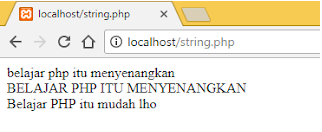 localhost/string.php
localhost/string.php
belajar php itu menyenangkan
BELAJAR PHP ITU MENYENANGKAN
Belajar PHP itu mudah lho